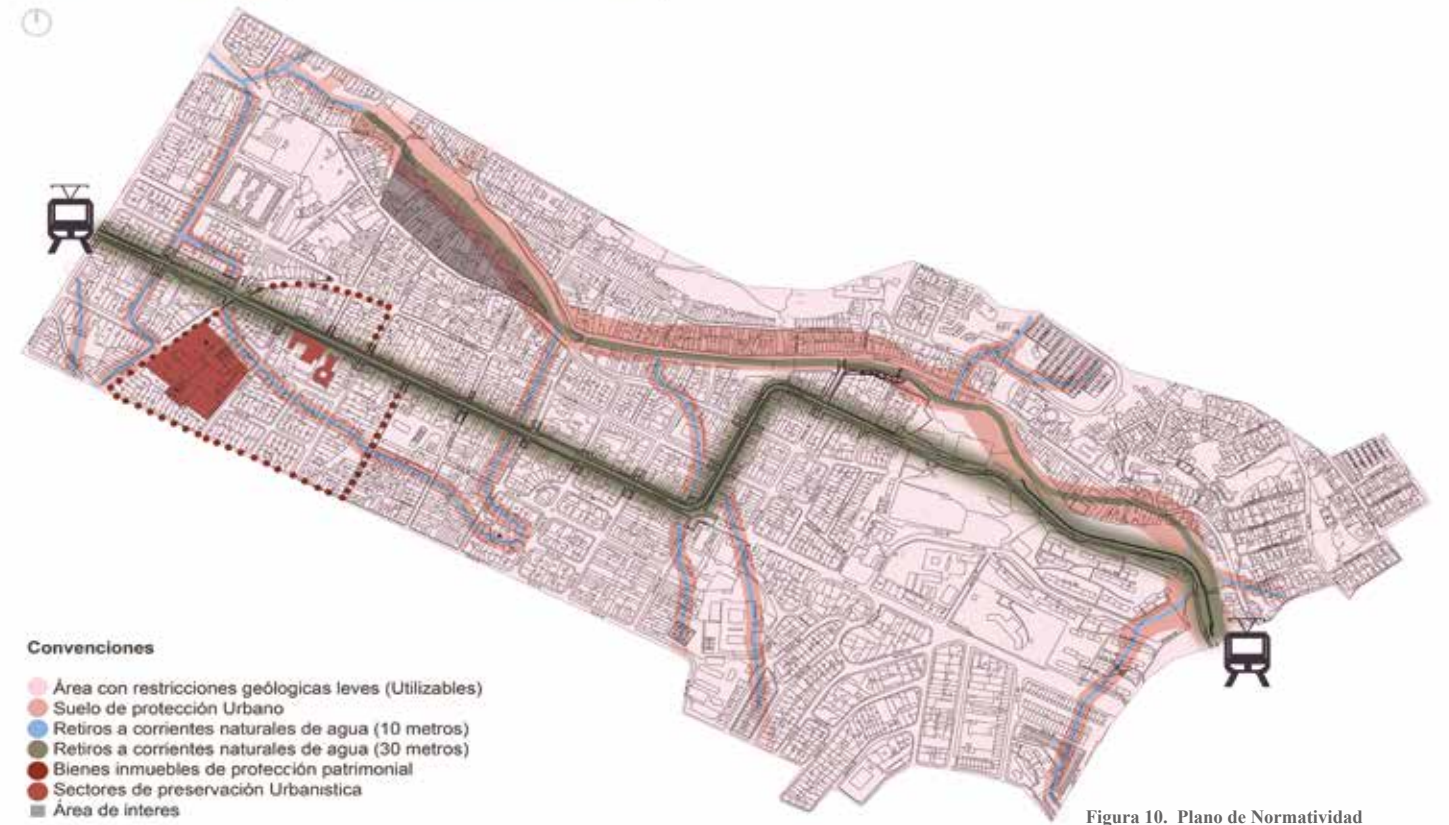 Convenciones
Área con restricciones geólogicas leves (Utilizables)
Suelo de protección Urbano
Retiros a corrientes naturales de agua (10 metros)
Retiros a corrientes naturales de agua (30 metros)
Bienes inmuebles de protección patrimonial
Sectores de preservación Urbanistica
Área de interes
Figura 10. Plano de Normatividad